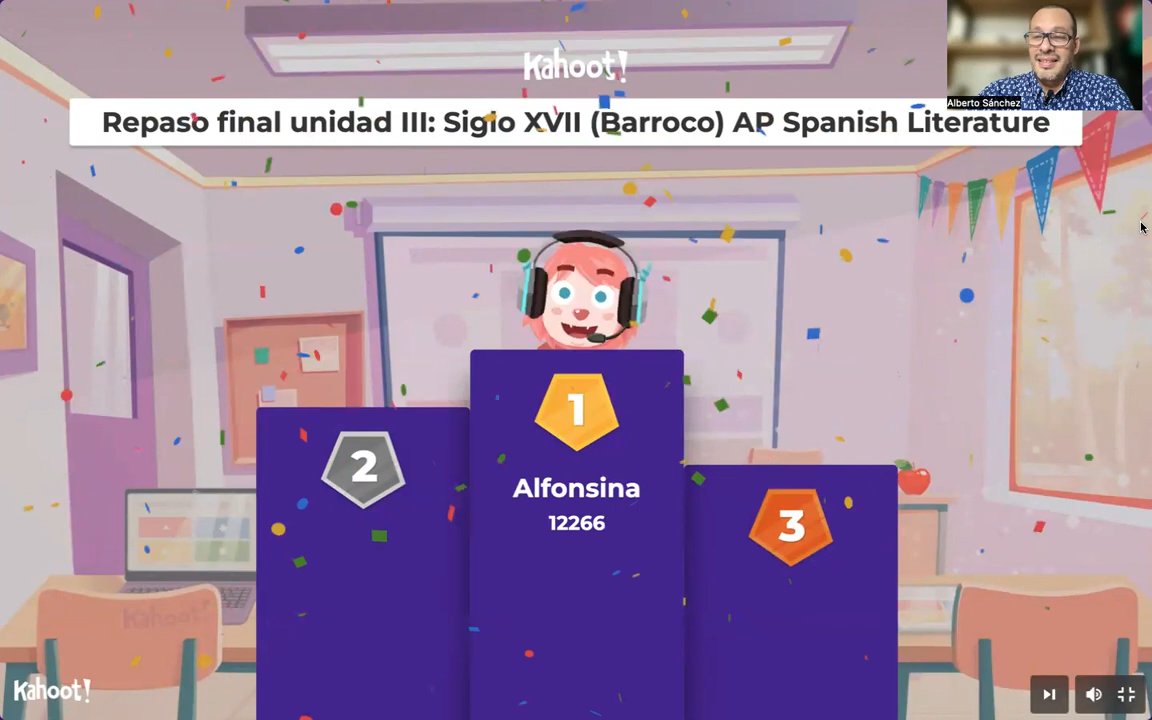 Kahoot!
Alberto Sánchez
Repaso final unidad III: Siglo XVII (Barroco) AP Spanish Literature
1
2
Alfonsina
12266
3
Kahoot!
Kahoot!